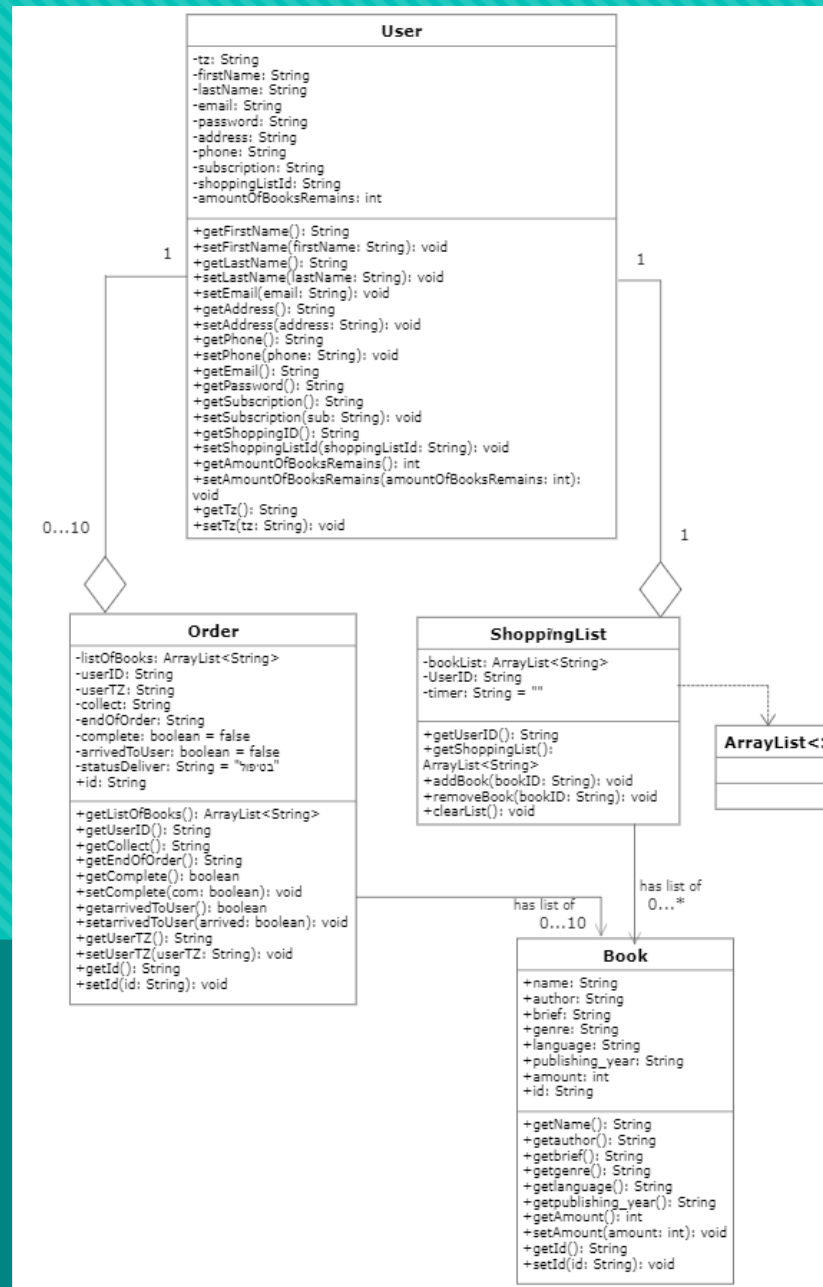 User
-tz: String
-firstName: String
-lastName: String
-email: String
-password: String
-address: String
-phone: String
-subscription: String
-shoppingListId: String
-amountOfBooksRemains: int
+getFirstName(): String
+setFirstName(firstName: String): void
+getLastName(): String
+setLastName(lastName: String): void
+setEmail(email: String): void
+getAddress(): String
+setAddress(address: String): void
+getPhone(): String
+setPhone(phone: String): void
+getEmail(): String
+getPassword(): String
+getSubscription(): String
+setSubscription(sub: String): void
+getShoppingID(): String
+setShoppingListId(shoppingListId: String): void
+getAmountOfBooksRemains(): int
+setAmountOfBooksRemains(amountOfBooksRemains: int):
void
+getTz(): String
+setTz(tz: String): void
1
1
0...10
1
Order
-listOfBooks: ArrayList<String>
-userID: String
-userTZ: String
-collect: String
-endOfOrder: String
-complete: boolean = false
-arrivedToUser: boolean = false
-statusDeliver: String = "בטיפול"
+id: String
+getListOfBooks(): ArrayList<String>
+getUserID(): String
+getCollect(): String
+getEndOfOrder(): String
+getComplete(): boolean
+setComplete(com: boolean): void
+getarrivedToUser(): boolean
+setarrivedToUser(arrived: boolean): void
+getUserTZ(): String
+setUserTZ(userTZ: String): void
+getId(): String
+setId(id: String): void
ShoppingList
-bookList: ArrayList<String>
-UserID: String
-timer: String = ""
+getUserID(): String
+getShoppingList():
ArrayList<String>
+addBook(bookID: String): void
+removeBook(bookID: String): void
+clearList(): void
ArrayList<
has list of
0...10
has list of
0...*
Book
+name: String
+author: String
+brief: String
+genre: String
+language: String
+publishing_year: String
+amount: int
+id: String
+getName(): String
+getauthor(): String
+getbrief(): String
+getgenre(): String
+getlanguage(): String
+getpublishing_year(): String
+getAmount(): int
+setAmount(amount: int): void
+getId(): String
+setId(id: String): void